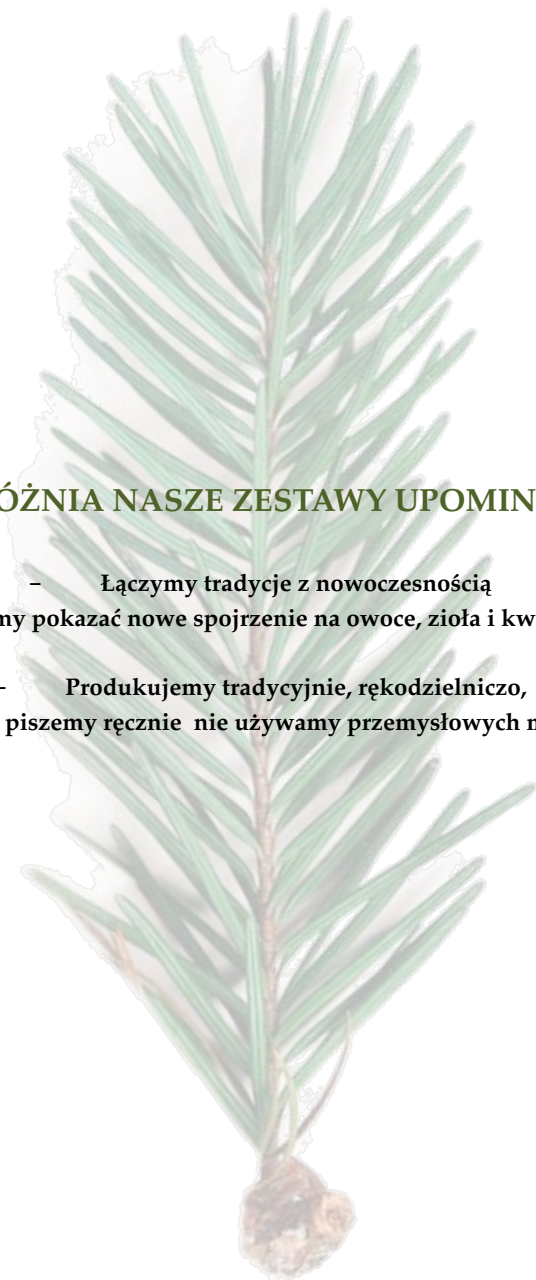 ÓŻNIA NASZE ZESTAWY UPOMIN
– Łączymy tradycje z nowoczesnością
my pokazać nowe spojrzenie na owoce, zioła i kw
- Produkujemy tradycyjnie, rękodzielniczo,
piszemy ręcznie nie używamy przemysłowych